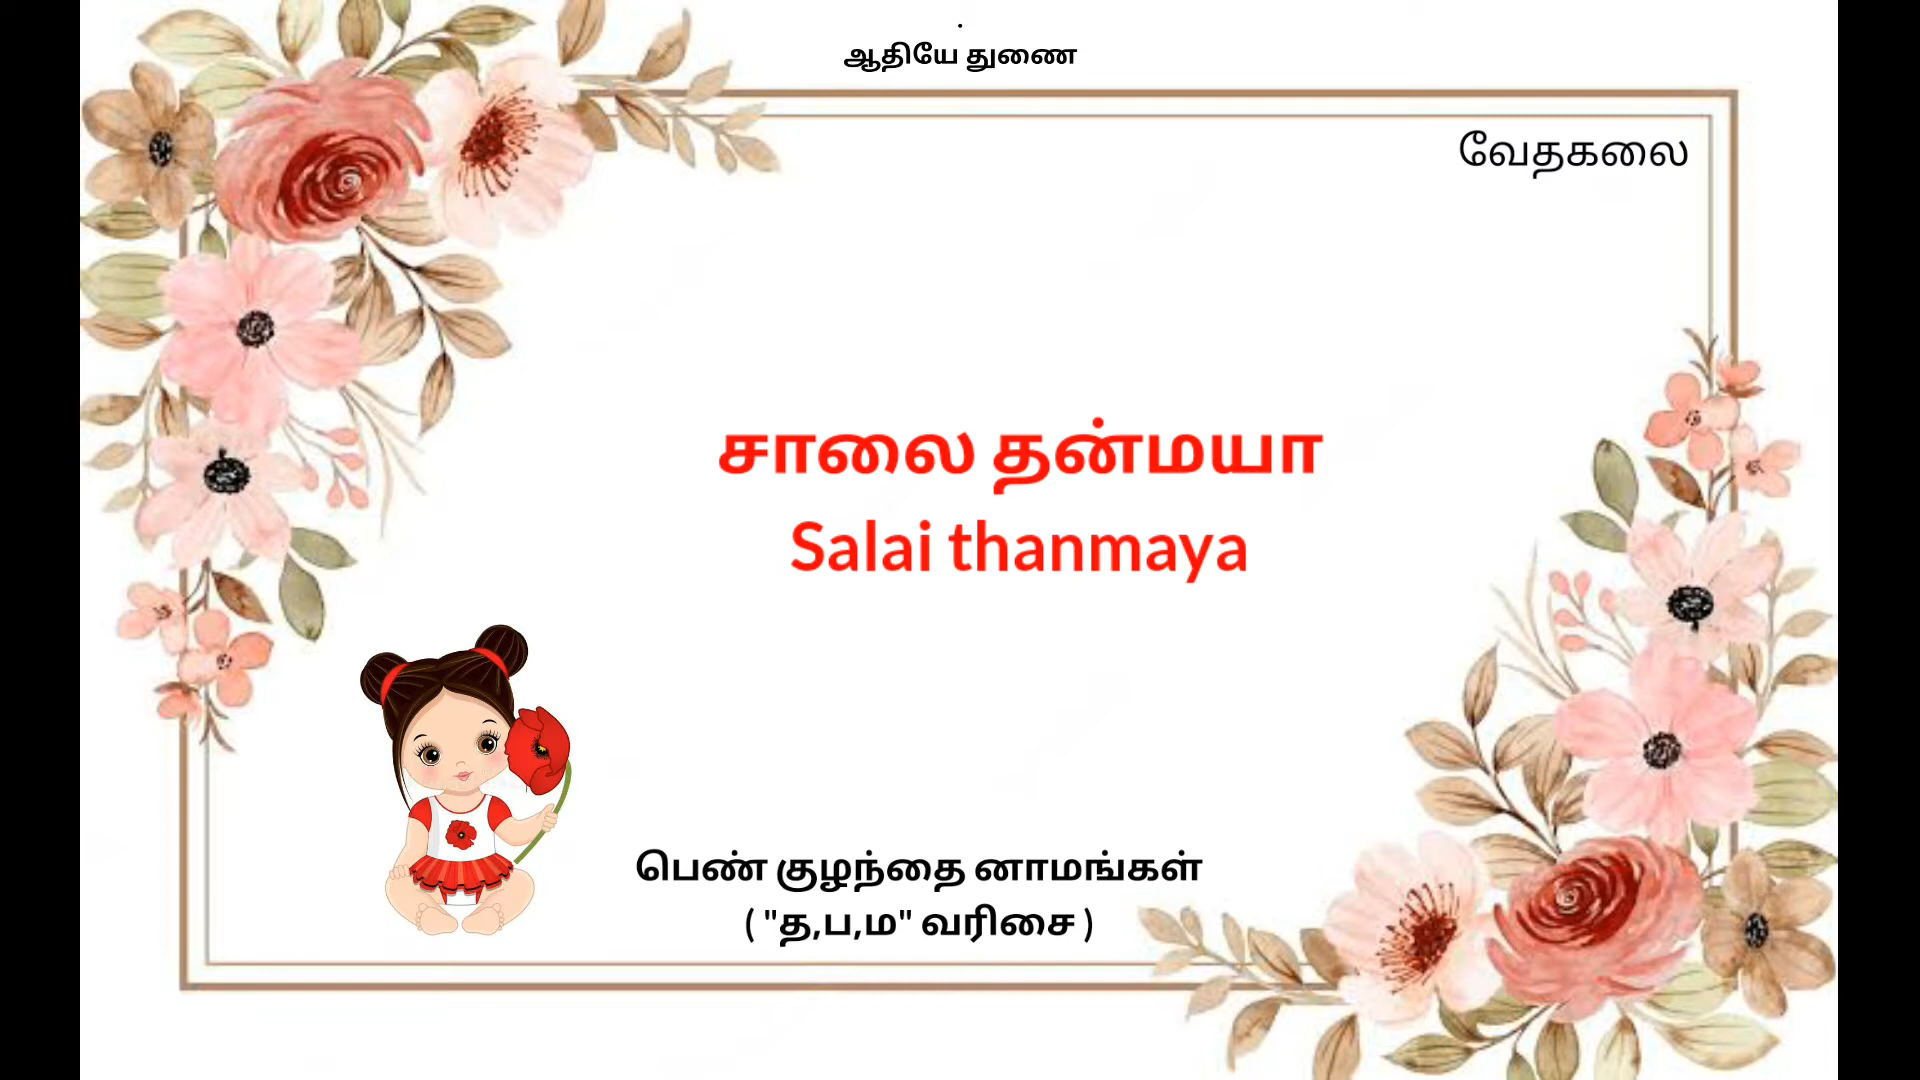 ஆதியே துணை
வேதகலை
சாலை தன்மயா
Salai thanmaya
பெண் குழந்தை னாமங்கள்
( "த,ப,ம" வரிசை )